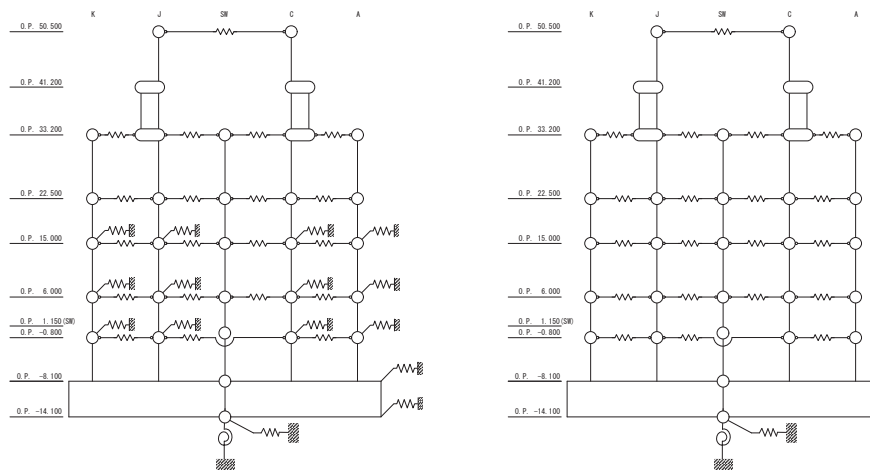 K J SW C A
O.P. 50.500
O.P. 41.200
O.P. 33.200
O.P. 22.500
O.P. 15.000
O.P. 6.000
O.P. 1.150(SW)
O.P. -0.800
O.P. -8.100
O.P. -14.100
K J SW C A
O.P. 50.500
O.P. 41.200
O.P. 33.200
O.P. 22.500
O.P. 15.000
O.P. 6.000
O.P. 1.150(SW)
O.P. -0.800
O.P. -8.100
O.P. -14.100